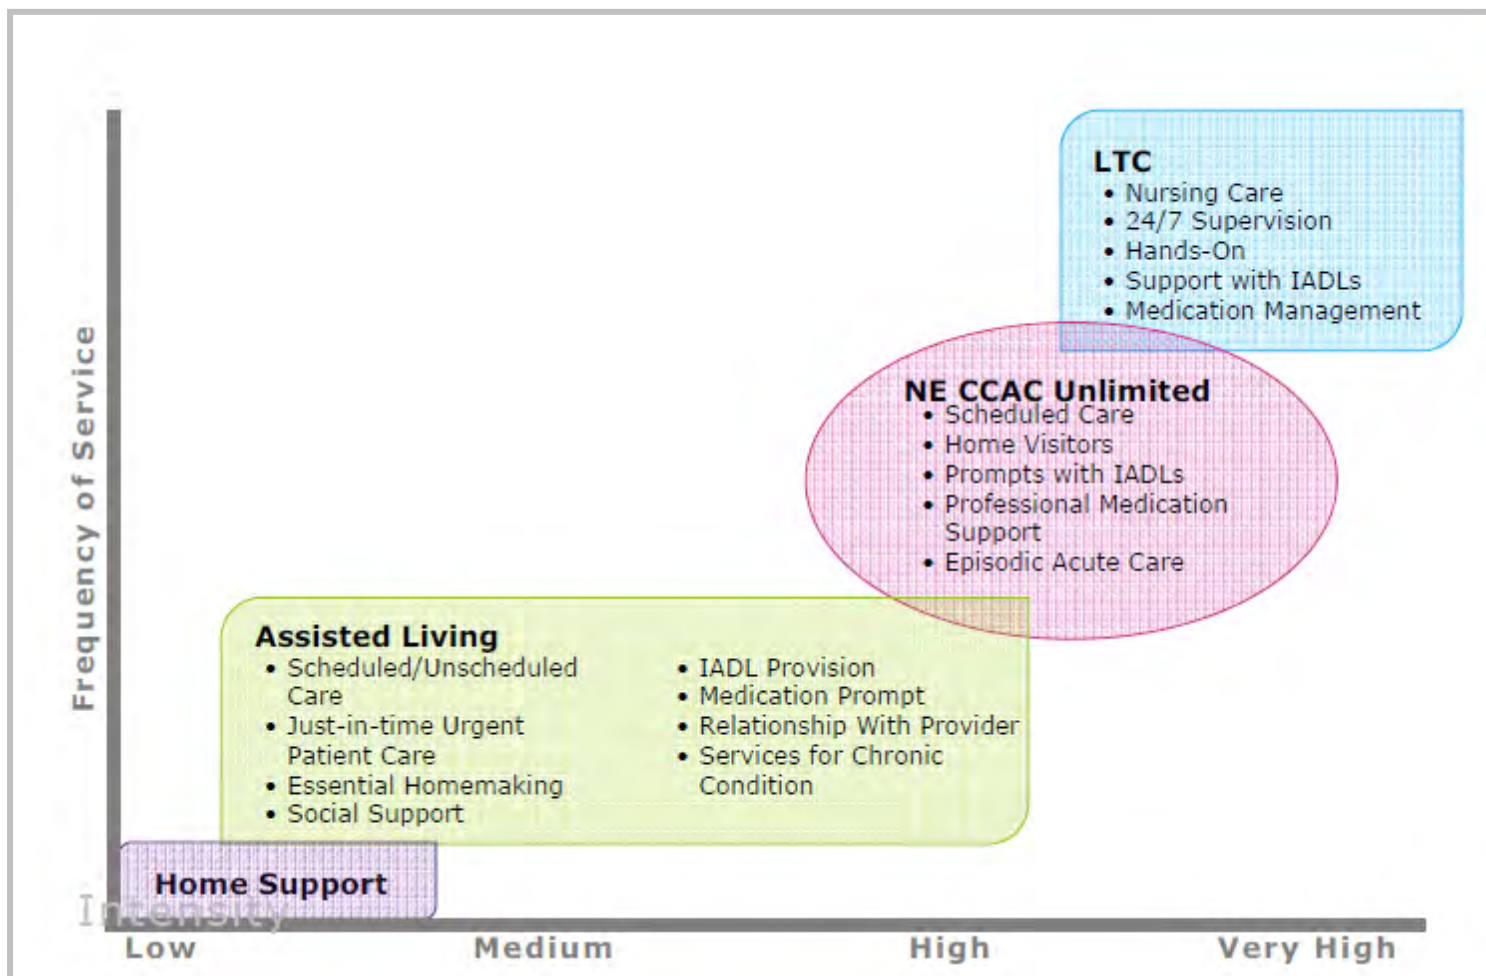 LTC
• Nursing Care
• 24/7 Supervision
• Hands-On
• Support with IADLs
• Medication Management
NE CCAC Unlimited
• Scheduled Care
• Home Visitors
• Prompts with IADLs
• Professional Medication
Support
• Episodic Acute Care
Frequency of Service
Assisted Living
• Scheduled/Unscheduled
Care
• Just-in-time Urgent
Patient Care
• Essential Homemaking
• Social Support
• IADL Provision
• Medication Prompt
• Relationship With Provider
• Services for Chronic
Condition
Home Support
Intensity
Low Medium High Very High